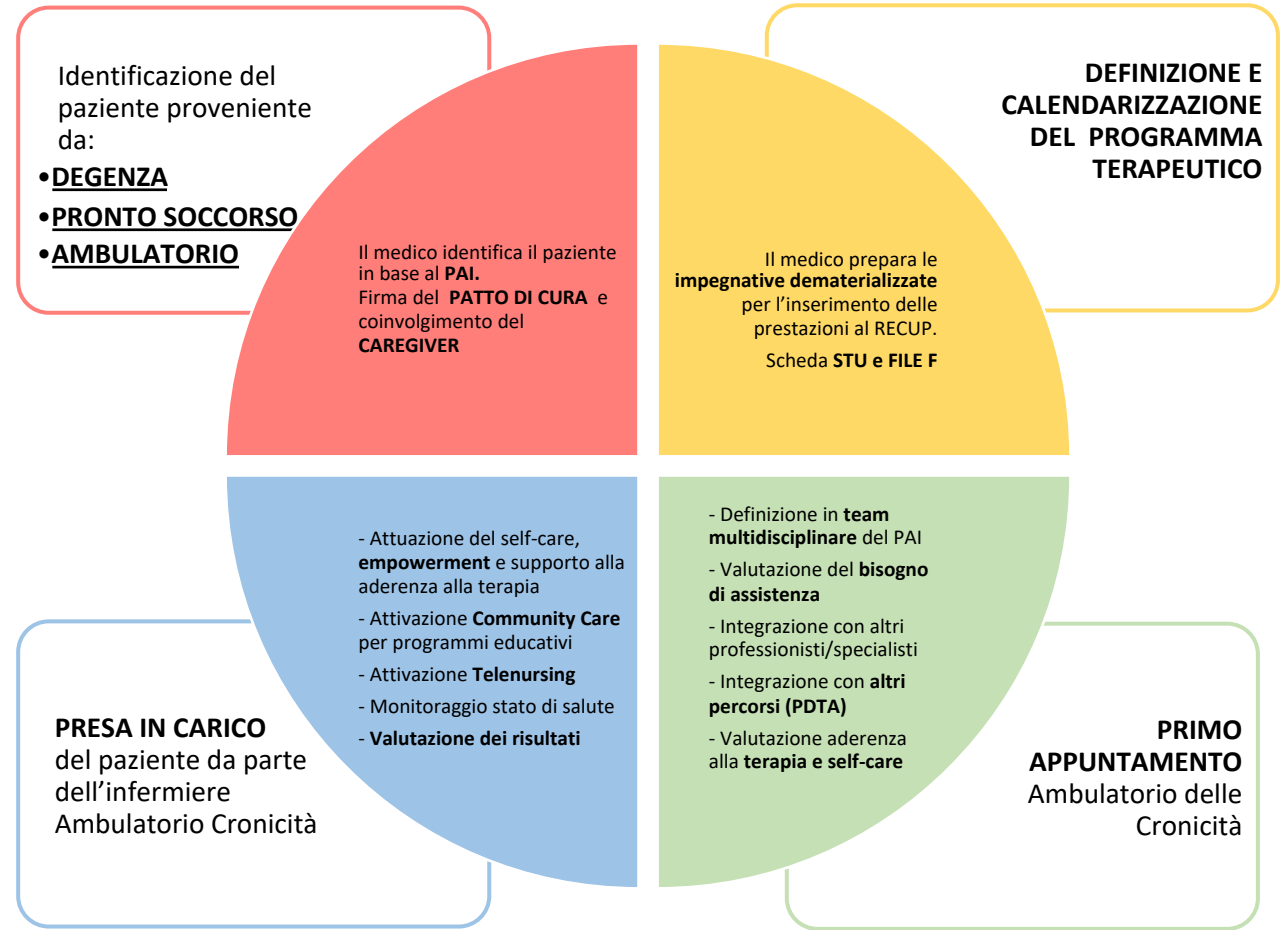 Identificazione del
paziente proveniente
da:
•DEGENZA
•PRONTO SOCCORSO
•AMBULATORIO
Il medico identifica il paziente
in base al PAI.
Firma del PATTO DI CURA e
coinvolgimento del
CAREGIVER
DEFINIZIONE E
CALENDARIZZAZIONE
DEL PROGRAMMA
TERAPEUTICO
Il medico prepara le
impegnative dematerializzate
per l'inserimento delle
prestazioni al RECUP.
Scheda STU e FILE F
- Attuazione del self-care,
empowerment e supporto alla
aderenza alla terapia
- Attivazione Community Care
per programmi educativi
- Attivazione Telenursing
- Monitoraggio stato di salute
- Valutazione dei risultati
PRESA IN CARICO
del paziente da parte
dell'infermiere
Ambulatorio Cronicità
- Definizione in team
multidisciplinare del PAI
- Valutazione del bisogno
di assistenza
- Integrazione con altri
professionisti/specialisti
- Integrazione con altri
percorsi (PDTA)
- Valutazione aderenza
alla terapia e self-care
PRIMO
APPUNTAMENTO
Ambulatorio delle
Cronicità